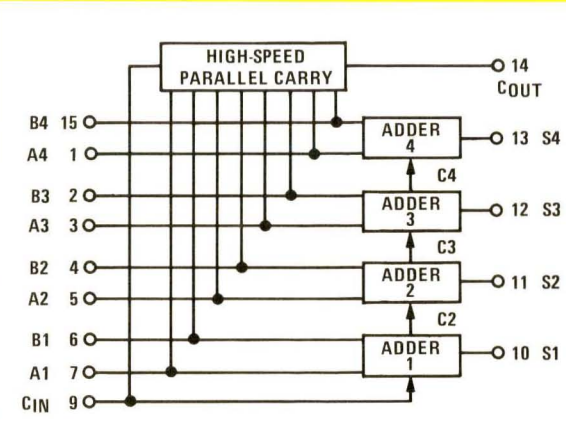 HIGH-SPEED
PARALLEL CARRY
14
COUT
B4 15
A4 1
ADDER
4
13 S4
C4
B3 2
A3 3
ADDER
3
12 S3
C3
B2 4
A2 5
ADDER
2
11 S2
C2
B1 6
A1 7
ADDER
1
10 S1
CIN 9